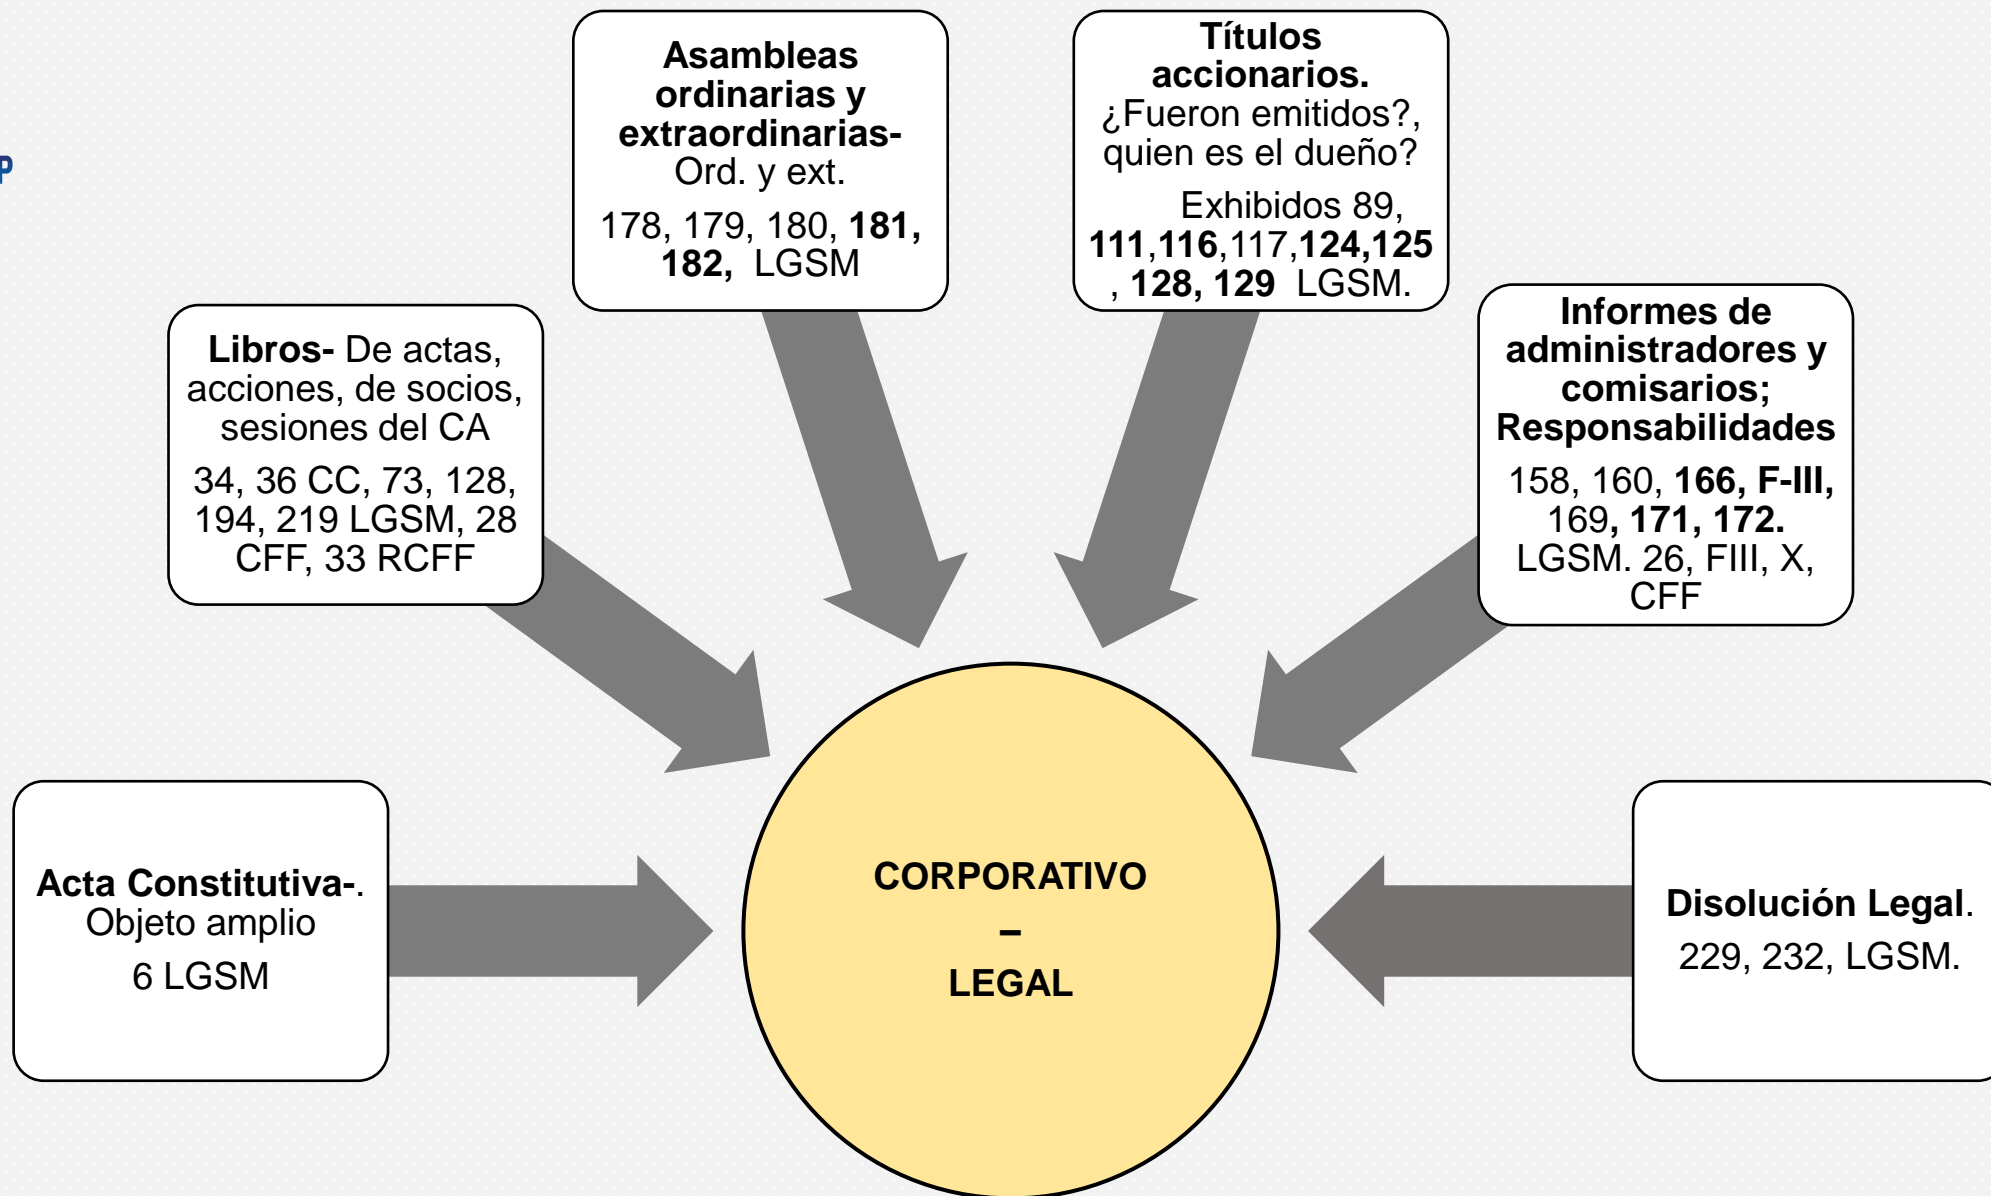 P
Asambleas
ordinarias y
extraordinarias-
Ord. y ext.
178, 179, 180, 181,
182, LGSM
Títulos
accionarios.
¿Fueron emitidos?,
quien es el dueño?
Exhibidos 89,
111,116,117,124,125
, 128, 129 LGSM.
Libros- De actas,
acciones, de socios,
sesiones del CA
34, 36 CC, 73, 128,
194, 219 LGSM, 28
CFF, 33 RCFF
Informes de
administradores y
comisarios;
Responsabilidades
158, 160, 166, F-III,
169, 171, 172.
LGSM. 26, FIII, X,
CFF
Acta Constitutiva-.
Objeto amplio
6 LGSM
CORPORATIVO
–
LEGAL
Disolución Legal.
229, 232, LGSM.